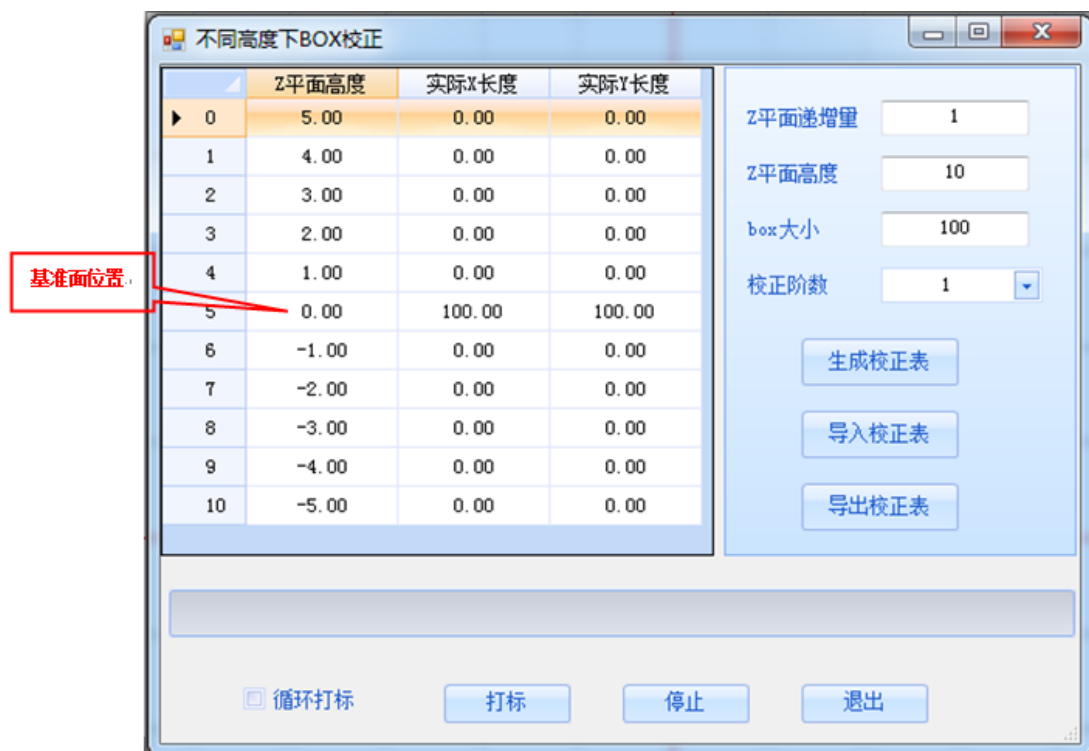 不同高度下BOX校正
Z平面高度 实际X长度 实际Y长度
0 5.00 0.00 0.00
1 4.00 0.00 0.00
2 3.00 0.00 0.00
3 2.00 0.00 0.00
4 1.00 0.00 0.00
5 0.00 100.00 100.00
6 -1.00 0.00 0.00
7 -2.00 0.00 0.00
8 -3.00 0.00 0.00
9 -4.00 0.00 0.00
10 -5.00 0.00 0.00
基准面位置
Z平面递增量 1
Z平面高度 10
box大小 100
校正阶数 1
生成校正表
导入校正表
导出校正表
循环打标 打标 停止 退出